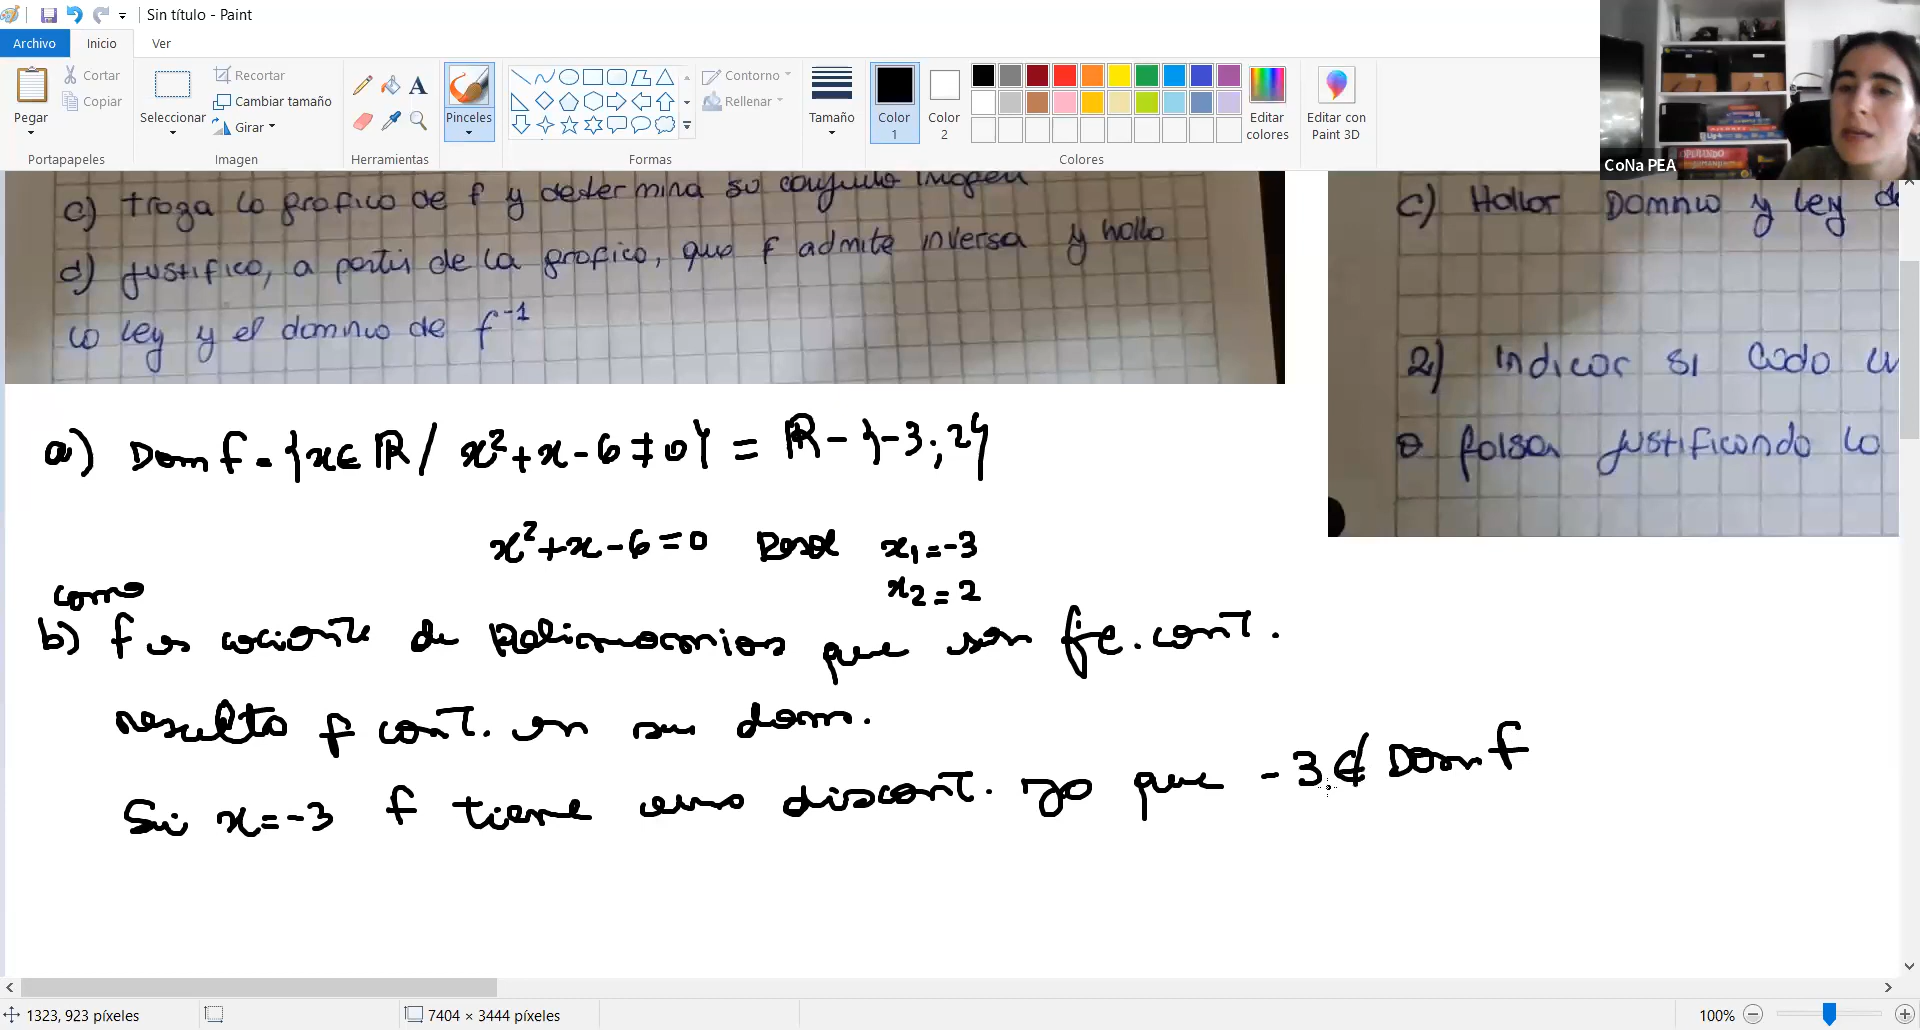 Sin título - Paint
Archivo Inicio Ver
Pegar Cortar Copiar Portapapeles
Seleccionar Recortar Cambiar tamaño Girar Imagen
Herramientas
Pinceles
Contorno Rellenar Formas
Tamaño
Color 1 Color 2 Editar colores Colores
Editar con Paint 3D
CoNa PEA
c) troza la grafica de f y determina su conjunto imagen
d) justifica, a partir de la grafica, que f admite inversa y halla
la ley y el dominio de f⁻¹
c) Hallar Dominio y ley de
2) indicar si cada
o falsa justificando la
a) Dom f = {x ∈ ℝ / x² + x - 6 ≠ 0} = ℝ - {-3; 2}
x² + x - 6 = 0 Resol x₁ = -3
x₂ = 2
como
b) f es cociente de Polinomios que son fc. cont.
resulta f cont. en su dom.
Si x = -3 f tiene una discont. ya que -3 ∉ Dom f
1323, 923 píxeles
7404 × 3444 píxeles
100%